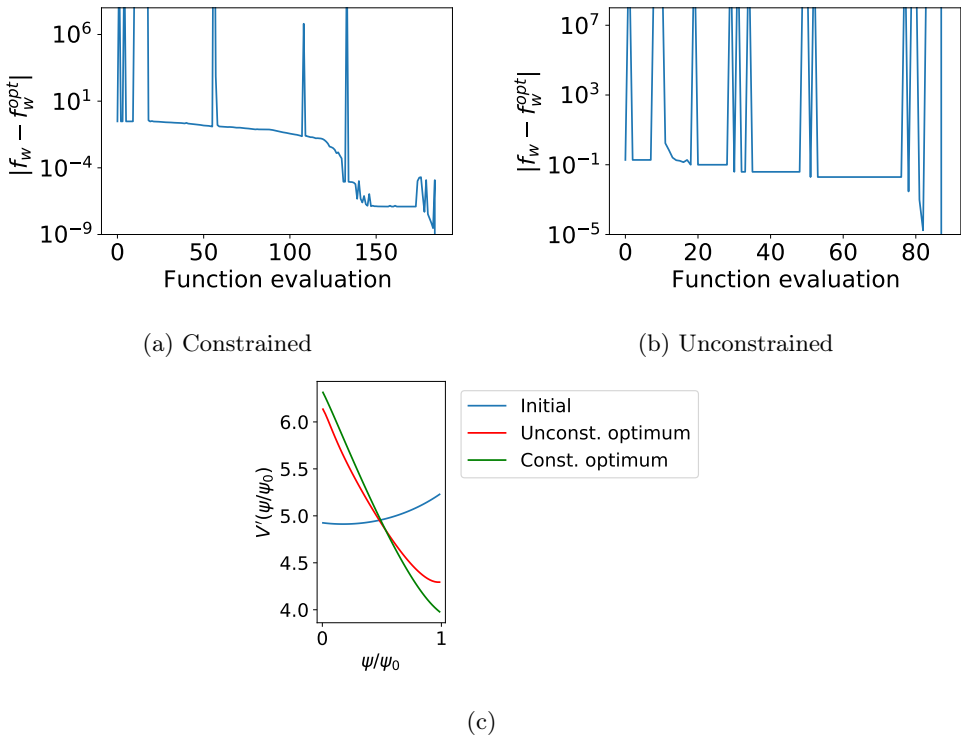 10^6
10^1
10^{-4}
10^{-9}
|f_w − f_w^{opt}|
0 50 100 150
Function evaluation
(a) Constrained
10^7
10^3
10^{-1}
10^{-5}
|f_w − f_w^{opt}|
0 20 40 60 80
Function evaluation
(b) Unconstrained
6.0
5.5
5.0
4.5
4.0
V′(ψ/ψ_0)
0 1
ψ/ψ_0
Initial
Unconst. optimum
Const. optimum
(c)